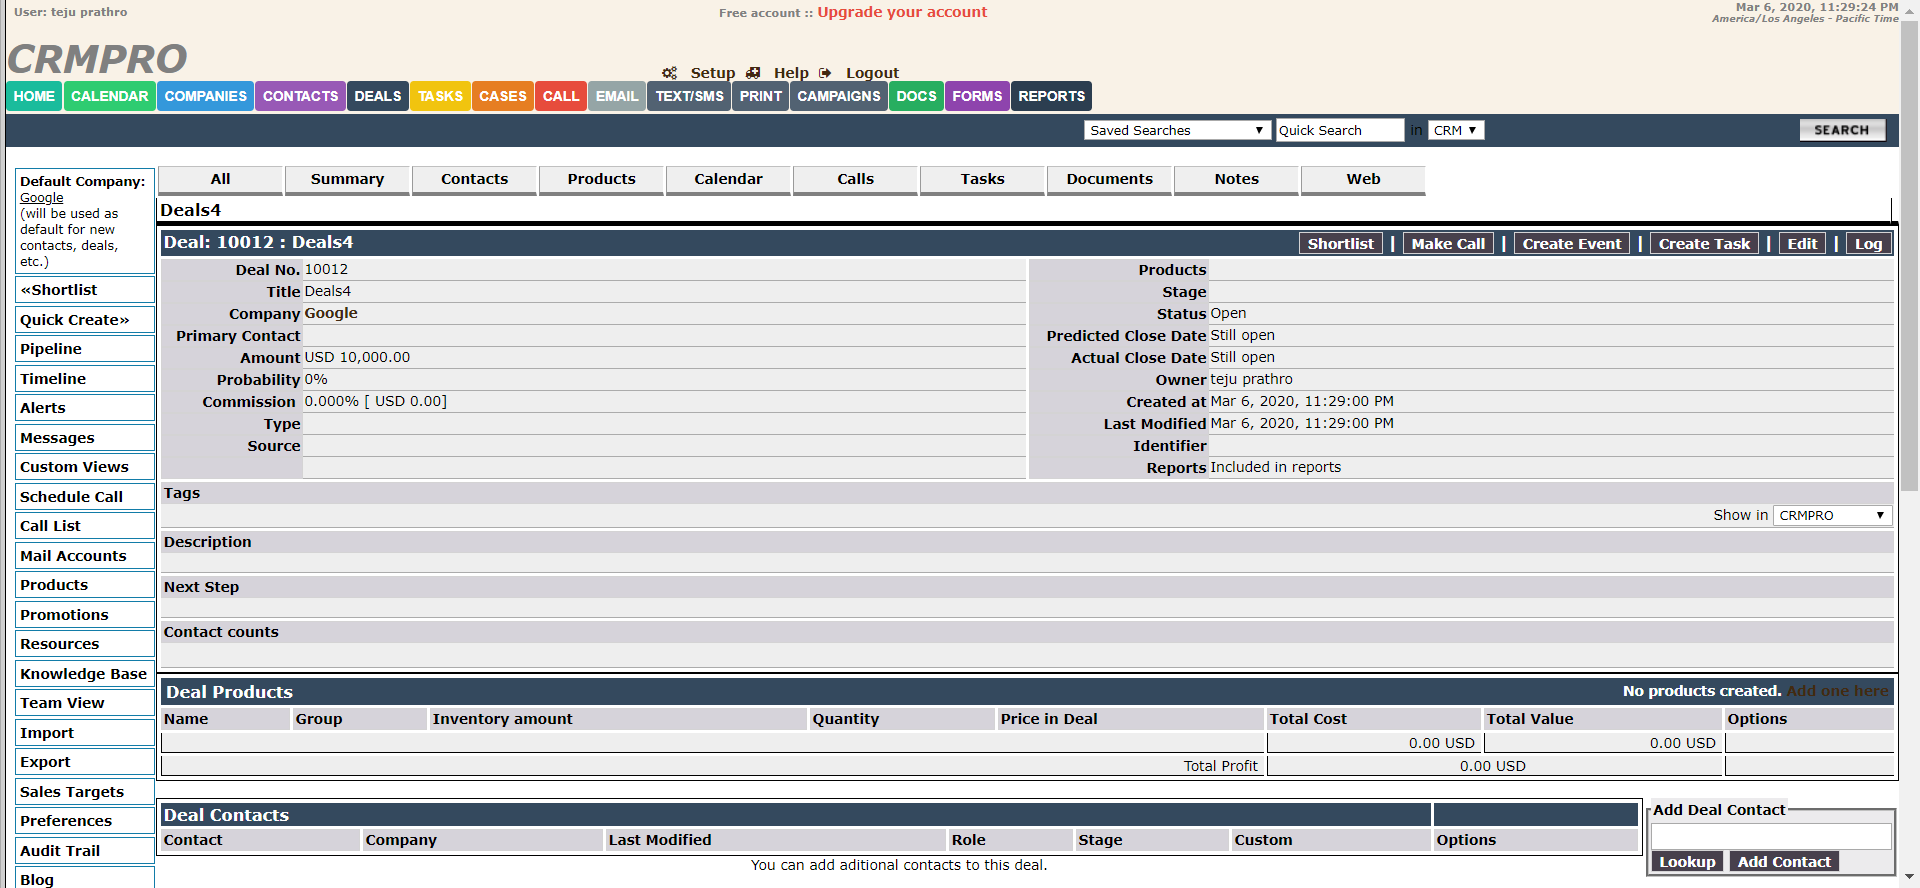 User: teju prathro
Free account :: Upgrade your account
Mar 6, 2020, 11:29:24 PM
America/Los Angeles - Pacific Time
CRMPRO
Setup Help Logout
HOME CALENDAR COMPANIES CONTACTS DEALS TASKS CASES CALL EMAIL TEXT/SMS PRINT CAMPAIGNS DOCS FORMS REPORTS
Saved Searches Quick Search in CRM SEARCH
Default Company:
Google
(will be used as
default for new
contacts, deals,
etc.)
«Shortlist
Quick Create»
Pipeline
Timeline
Alerts
Messages
Custom Views
Schedule Call
Call List
Mail Accounts
Products
Promotions
Resources
Knowledge Base
Team View
Import
Export
Sales Targets
Preferences
Audit Trail
Blog
All Summary Contacts Products Calendar Calls Tasks Documents Notes Web
Deals4
Deal: 10012 : Deals4
Shortlist | Make Call | Create Event | Create Task | Edit | Log
Deal No. 10012
Title Deals4
Company Google
Primary Contact
Amount USD 10,000.00
Probability 0%
Commission 0.000% [ USD 0.00]
Type
Source
Products
Stage
Status Open
Predicted Close Date Still open
Actual Close Date Still open
Owner teju prathro
Created at Mar 6, 2020, 11:29:00 PM
Last Modified Mar 6, 2020, 11:29:00 PM
Identifier
Reports Included in reports
Tags
Show in CRMPRO
Description
Next Step
Contact counts
Deal Products
No products created. Add one here
Name Group Inventory amount Quantity Price in Deal Total Cost Total Value Options
0.00 USD 0.00 USD
Total Profit 0.00 USD
Deal Contacts
Contact Company Last Modified Role Stage Custom Options
You can add aditional contacts to this deal.
Add Deal Contact
Lookup Add Contact